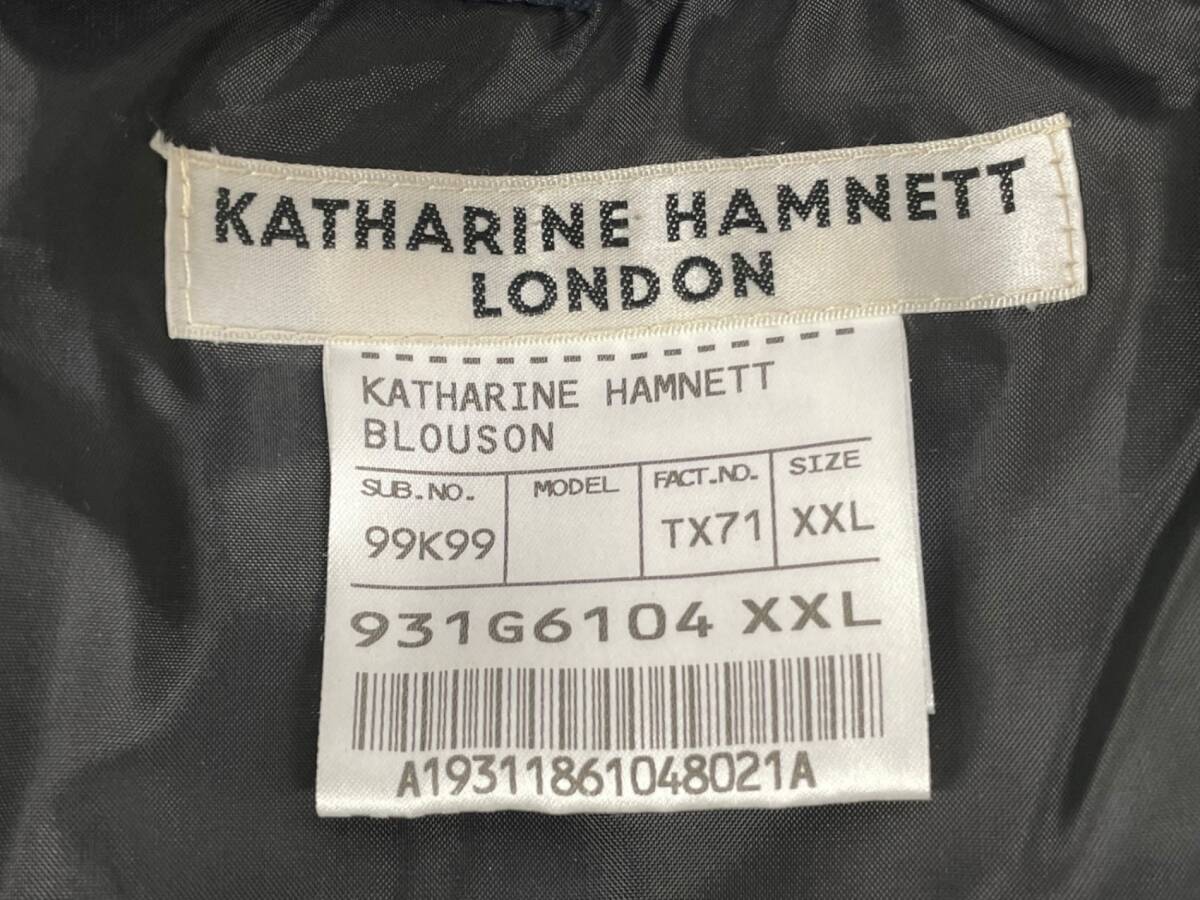 KATHARINE HAMNETT
LONDON
KATHARINE HAMNETT
BLOUSON
SUB.NO. MODEL FACT.NO. SIZE
99K99 TX71 XXL
931G6104 XXL
A19311861048021A